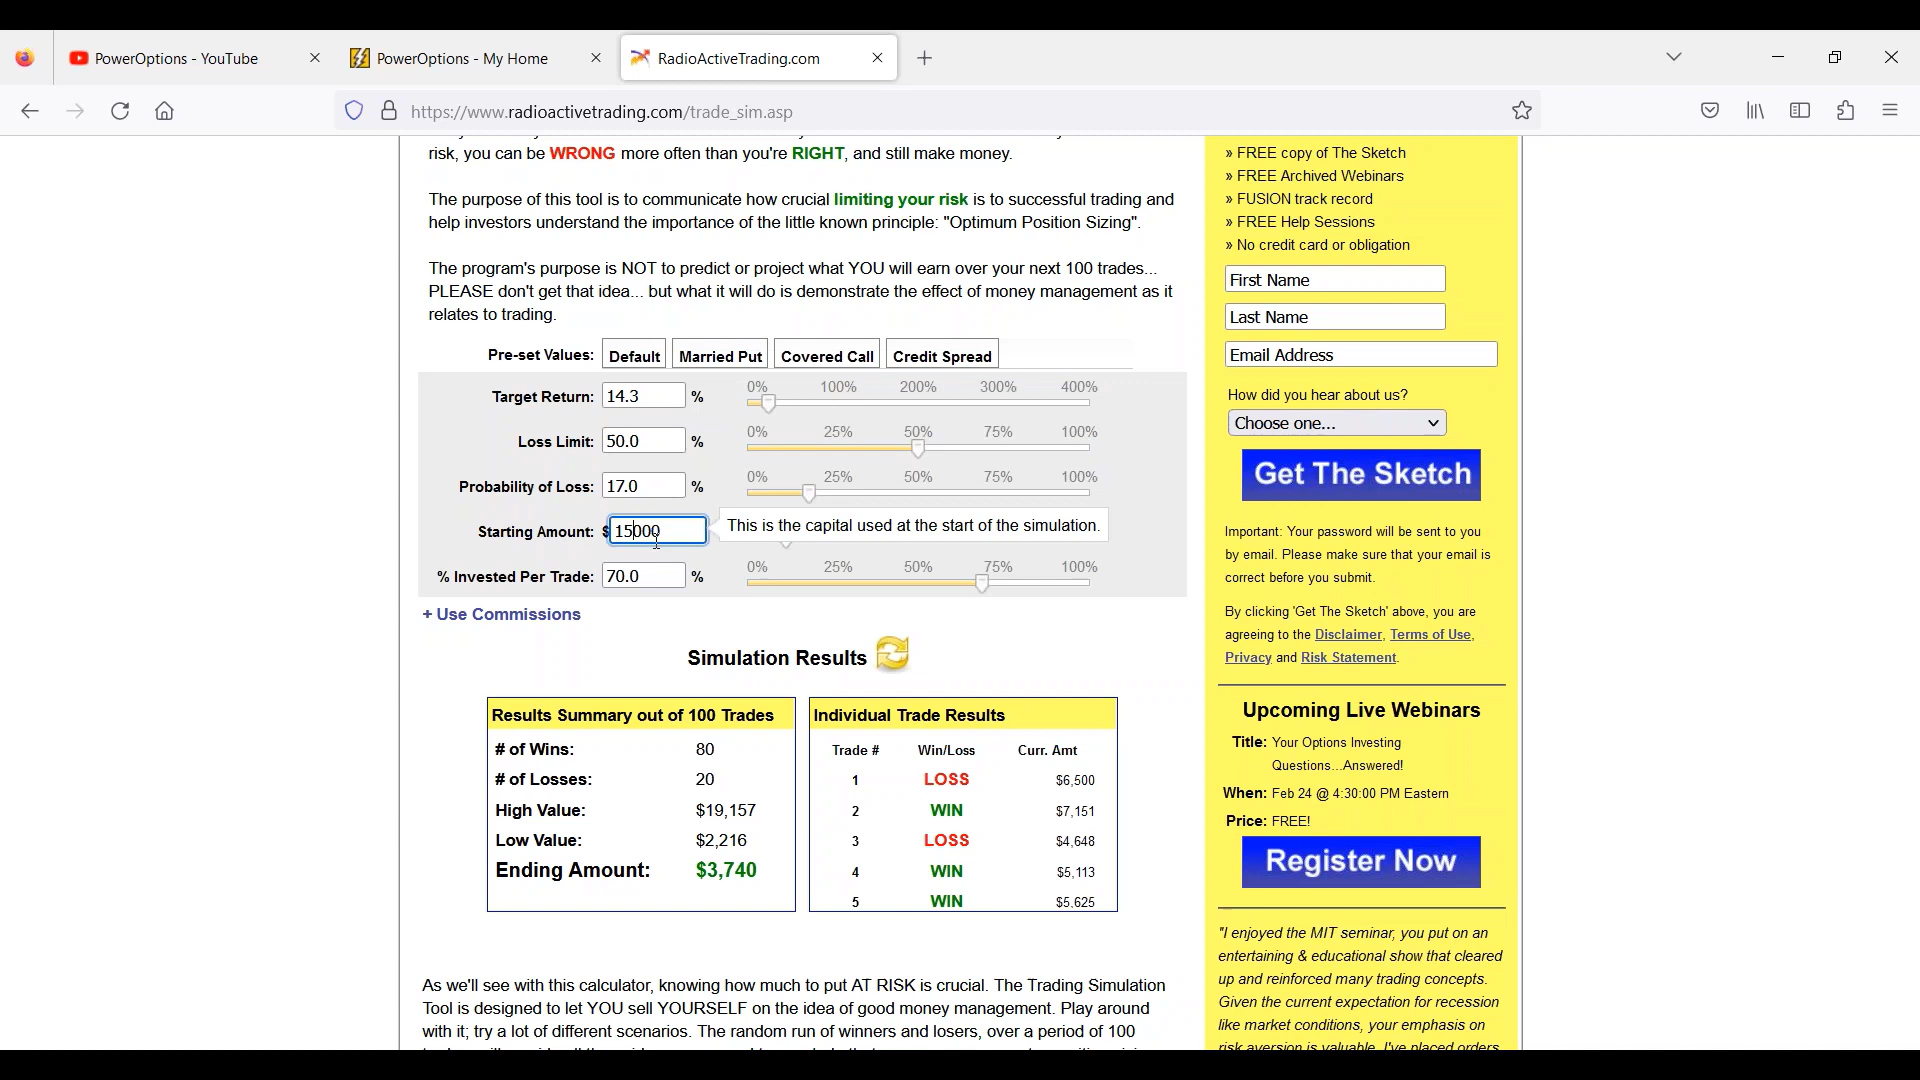 PowerOptions - YouTube
PowerOptions - My Home
RadioActiveTrading.com
https://www.radioactivetrading.com/trade_sim.asp
risk, you can be WRONG more often than you're RIGHT, and still make money.
The purpose of this tool is to communicate how crucial limiting your risk is to successful trading and
help investors understand the importance of the little known principle: "Optimum Position Sizing".
The program's purpose is NOT to predict or project what YOU will earn over your next 100 trades...
PLEASE don't get that idea... but what it will do is demonstrate the effect of money management as it
relates to trading.
Pre-set Values: Default Married Put Covered Call Credit Spread
Target Return: 14.3 % 0% 100% 200% 300% 400%
Loss Limit: 50.0 % 0% 25% 50% 75% 100%
Probability of Loss: 17.0 % 0% 25% 50% 75% 100%
Starting Amount: $ 15000 This is the capital used at the start of the simulation.
% Invested Per Trade: 70.0 % 0% 25% 50% 75% 100%
+ Use Commissions
Simulation Results
Results Summary out of 100 Trades
# of Wins: 80
# of Losses: 20
High Value: $19,157
Low Value: $2,216
Ending Amount: $3,740
Individual Trade Results
Trade # Win/Loss Curr. Amt
1 LOSS $6,500
2 WIN $7,151
3 LOSS $4,648
4 WIN $5,113
5 WIN $5,625
As we'll see with this calculator, knowing how much to put AT RISK is crucial. The Trading Simulation
Tool is designed to let YOU sell YOURSELF on the idea of good money management. Play around
with it; try a lot of different scenarios. The random run of winners and losers, over a period of 100
» FREE copy of The Sketch
» FREE Archived Webinars
» FUSION track record
» FREE Help Sessions
» No credit card or obligation
First Name
Last Name
Email Address
How did you hear about us?
Choose one...
Get The Sketch
Important: Your password will be sent to you
by email. Please make sure that your email is
correct before you submit.
By clicking 'Get The Sketch' above, you are
agreeing to the Disclaimer, Terms of Use,
Privacy and Risk Statement.
Upcoming Live Webinars
Title: Your Options Investing
Questions...Answered!
When: Feb 24 @ 4:30:00 PM Eastern
Price: FREE!
Register Now
"I enjoyed the MIT seminar, you put on an
entertaining & educational show that cleared
up and reinforced many trading concepts.
Given the current expectation for recession
like market conditions, your emphasis on
risk aversion is valuable. I've placed orders